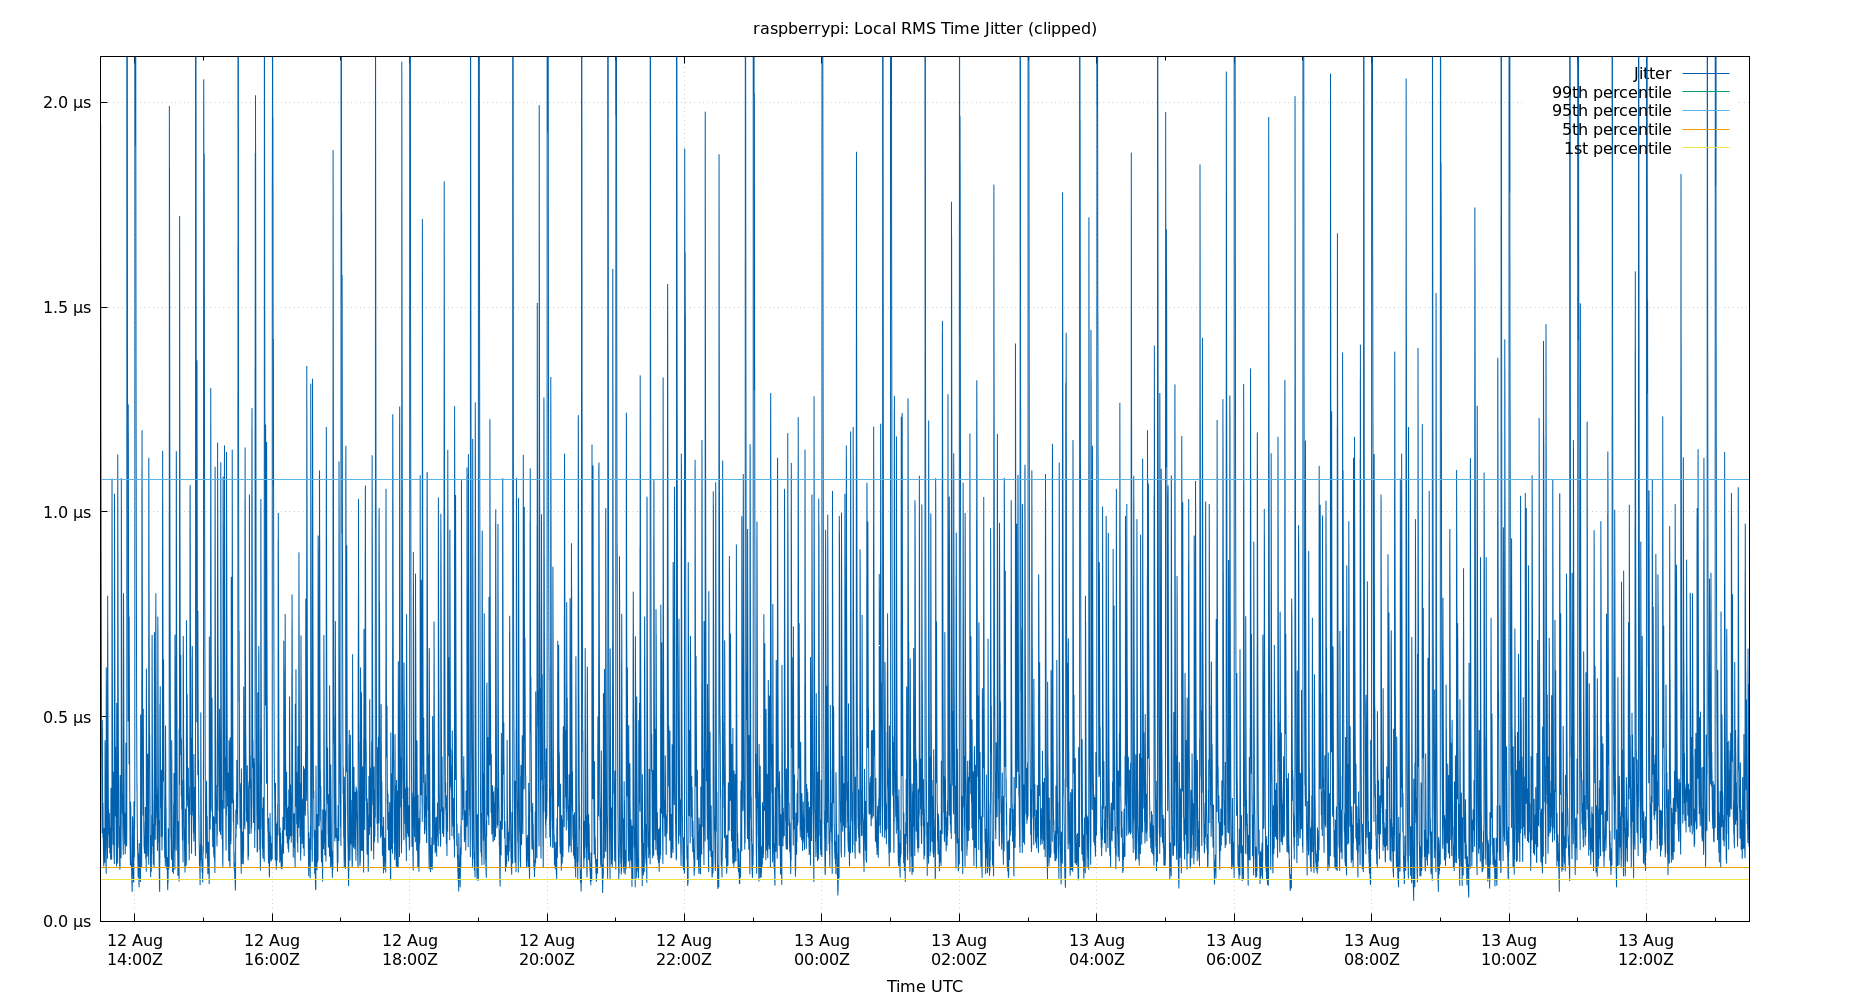 raspberrypi: Local RMS Time Jitter (clipped)
Jitter
99th percentile
95th percentile
5th percentile
1st percentile
2.0 µs
1.5 µs
1.0 µs
0.5 µs
0.0 µs
12 Aug 12 Aug 12 Aug 12 Aug 12 Aug 13 Aug 13 Aug 13 Aug 13 Aug 13 Aug 13 Aug 13 Aug
14:00Z 16:00Z 18:00Z 20:00Z 22:00Z 00:00Z 02:00Z 04:00Z 06:00Z 08:00Z 10:00Z 12:00Z
Time UTC